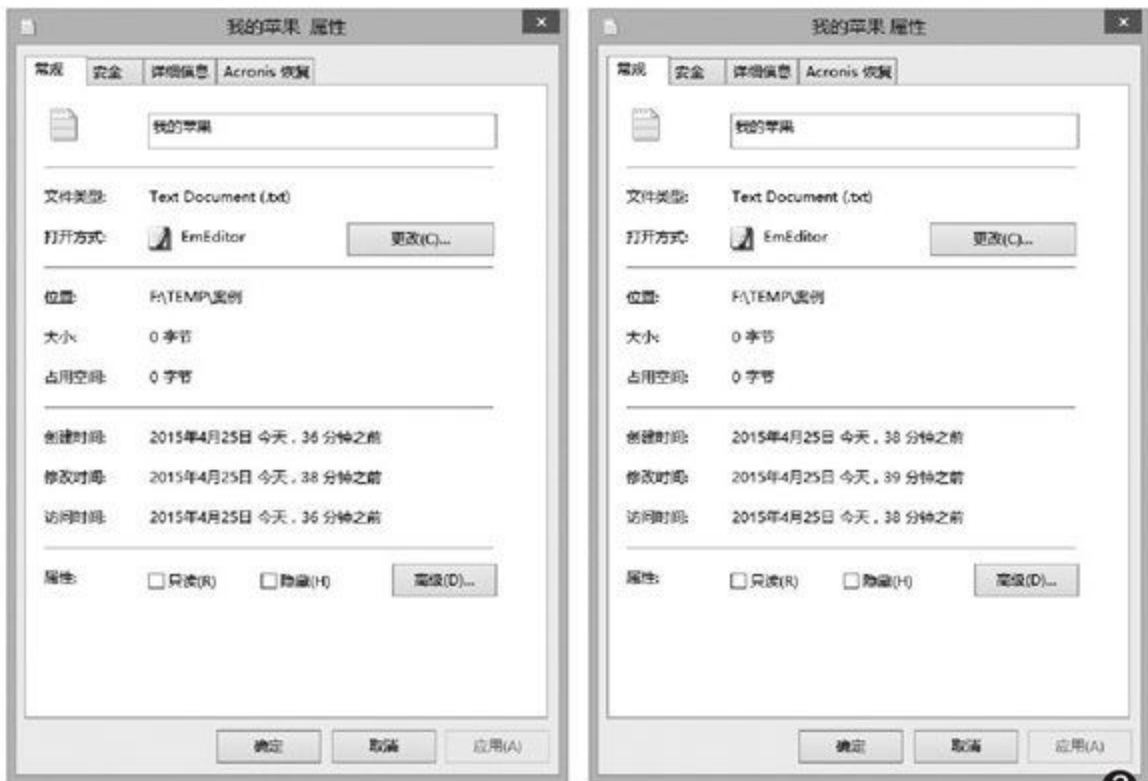 我的苹果 属性
常规 安全 详细信息 Acronis 恢复
我的苹果
文件类型: Text Document (.txt)
打开方式: EmEditor 更改(C)...
位置: F:\TEMP\案例
大小: 0 字节
占用空间: 0 字节
创建时间: 2015年4月25日 今天,36 分钟之前
修改时间: 2015年4月25日 今天,38 分钟之前
访问时间: 2015年4月25日 今天,36 分钟之前
属性: 只读(R) 隐藏(H) 高级(D)...
确定 取消 应用(A)
我的苹果 属性
常规 安全 详细信息 Acronis 恢复
我的苹果
文件类型: Text Document (.txt)
打开方式: EmEditor 更改(C)...
位置: F:\TEMP\案例
大小: 0 字节
占用空间: 0 字节
创建时间: 2015年4月25日 今天,38 分钟之前
修改时间: 2015年4月25日 今天,39 分钟之前
访问时间: 2015年4月25日 今天,38 分钟之前
属性: 只读(R) 隐藏(H) 高级(D)...
确定 取消 应用(A)